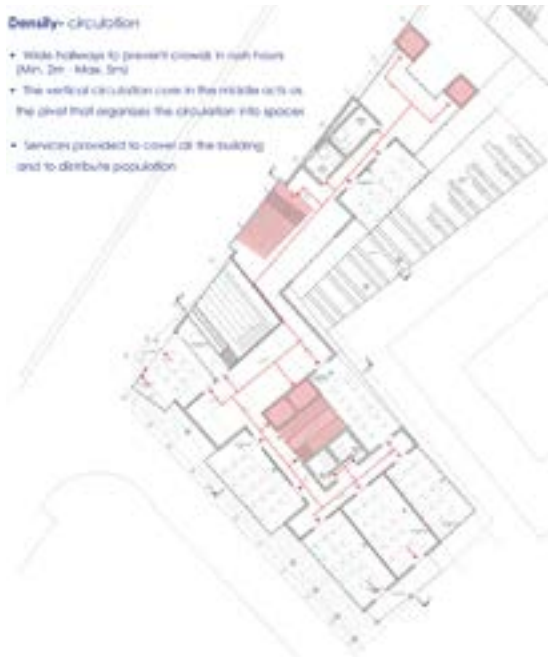 Density- circulation
• Wide hallways to prevent crowds in rush hours
(Min. 2m - Max. 5m)
• The vertical circulation core in the middle acts as
the pivot that organizes the circulation into spaces
• Services provided to cover all the building
and to distribute population